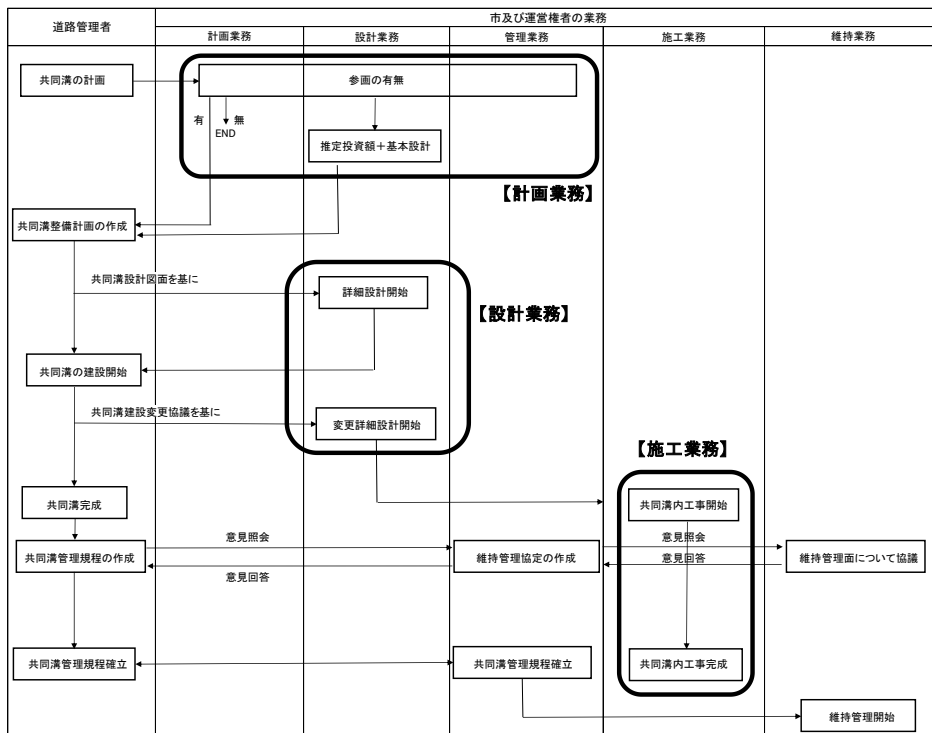 道路管理者
市及び運営権者の業務
計画業務
設計業務
管理業務
施工業務
維持業務
共同溝の計画
参画の有無
有
無
END
推定投資額＋基本設計
【計画業務】
共同溝整備計画の作成
共同溝設計図面を基に
詳細設計開始
【設計業務】
共同溝の建設開始
共同溝建設変更協議を基に
変更詳細設計開始
【施工業務】
共同溝完成
共同溝内工事開始
意見照会
意見照会
共同溝管理規程の作成
維持管理協定の作成
意見回答
維持管理面について協議
意見回答
共同溝管理規程確立
共同溝管理規程確立
共同溝内工事完成
維持管理開始